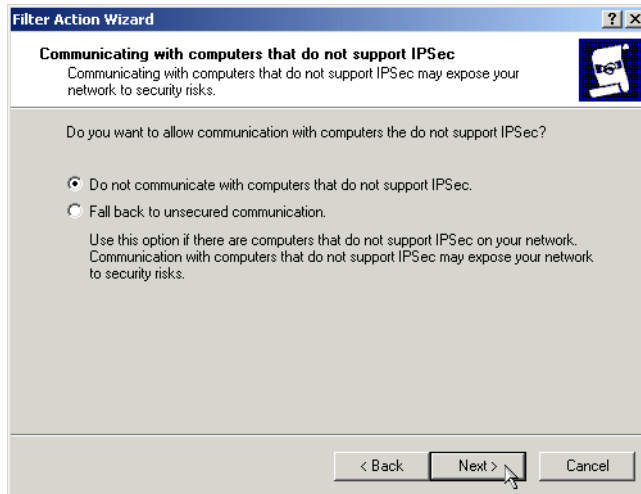 Filter Action Wizard
Communicating with computers that do not support IPSec
Communicating with computers that do not support IPSec may expose your
network to security risks.
Do you want to allow communication with computers the do not support IPSec?
Do not communicate with computers that do not support IPSec.
Fall back to unsecured communication.
Use this option if there are computers that do not support IPSec on your network.
Communication with computers that do not support IPSec may expose your network
to security risks.
< Back Next > Cancel